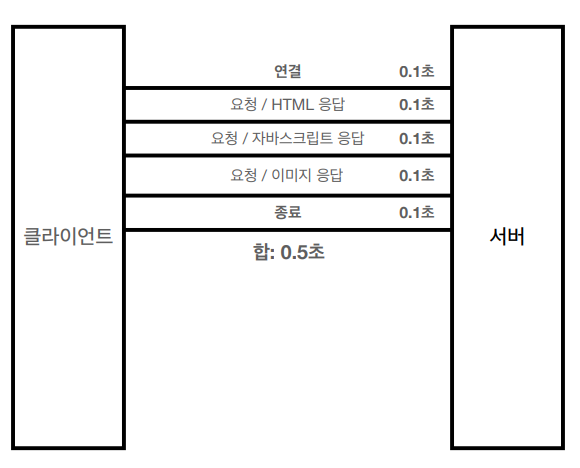 연결 0.1초
요청 / HTML 응답 0.1초
요청 / 자바스크립트 응답 0.1초
요청 / 이미지 응답 0.1초
종료 0.1초
클라이언트
서버
합: 0.5초